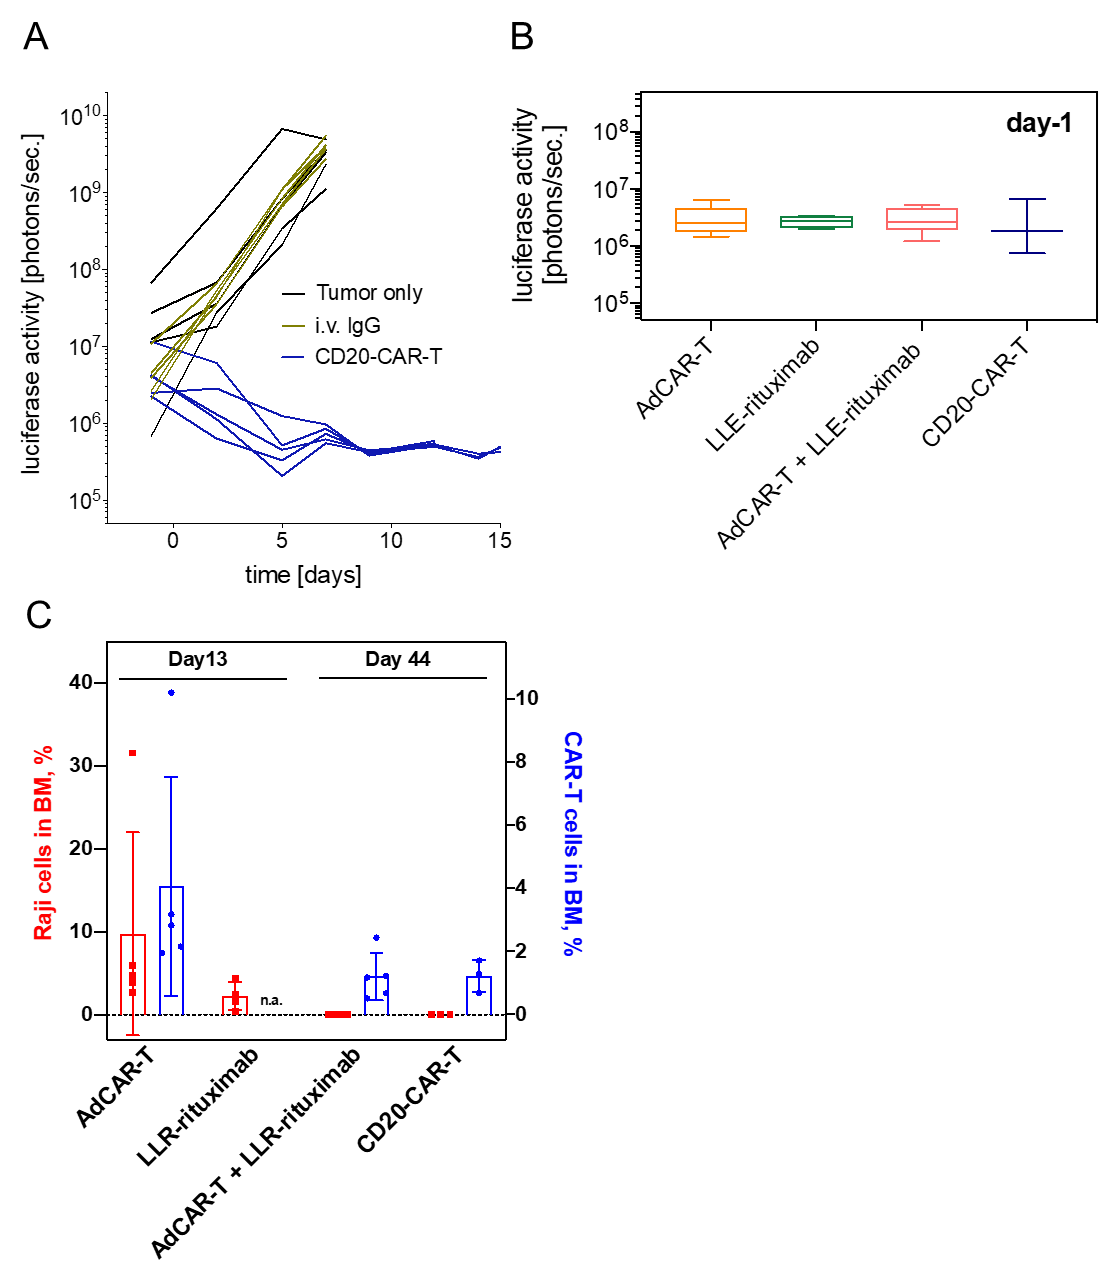 A
luciferase activity [photons/sec.]
10^10
10^9
10^8
10^7
10^6
10^5
Tumor only
i.v. IgG
CD20-CAR-T
0 5 10 15
time [days]
B
luciferase activity
[photons/sec.]
10^8
10^7
10^6
10^5
day-1
AdCAR-T
LLE-rituximab
AdCAR-T + LLE-rituximab
CD20-CAR-T
C
Raji cells in BM, %
40
30
20
10
0
Day13
Day 44
n.a.
10
8
6
4
2
0
CAR-T cells in BM, %
AdCAR-T
LLR-rituximab
AdCAR-T + LLR-rituximab
CD20-CAR-T